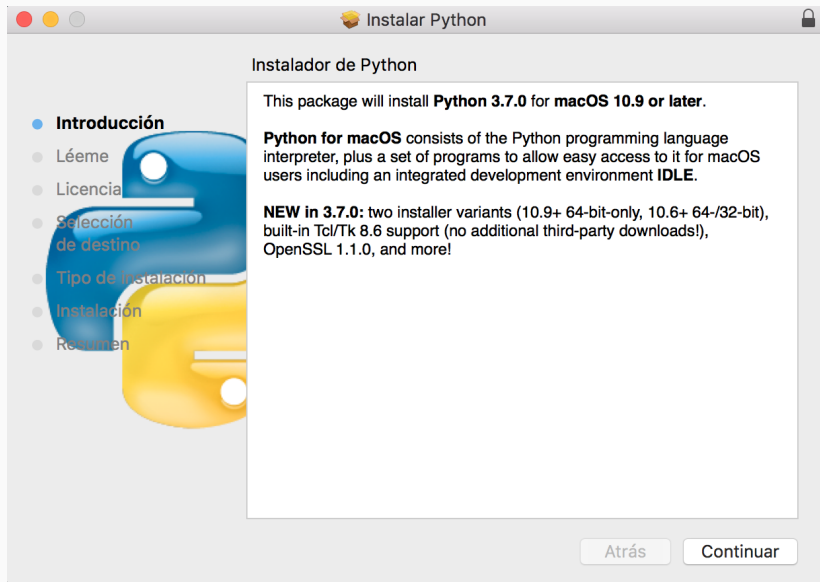 Instalar Python
Instalador de Python
Introducción
Léeme
Licencia
Selección
de destino
Tipo de instalación
Instalación
Resumen
This package will install Python 3.7.0 for macOS 10.9 or later.
Python for macOS consists of the Python programming language
interpreter, plus a set of programs to allow easy access to it for macOS
users including an integrated development environment IDLE.
NEW in 3.7.0: two installer variants (10.9+ 64-bit-only, 10.6+ 64-/32-bit),
built-in Tcl/Tk 8.6 support (no additional third-party downloads!),
OpenSSL 1.1.0, and more!
Atrás
Continuar